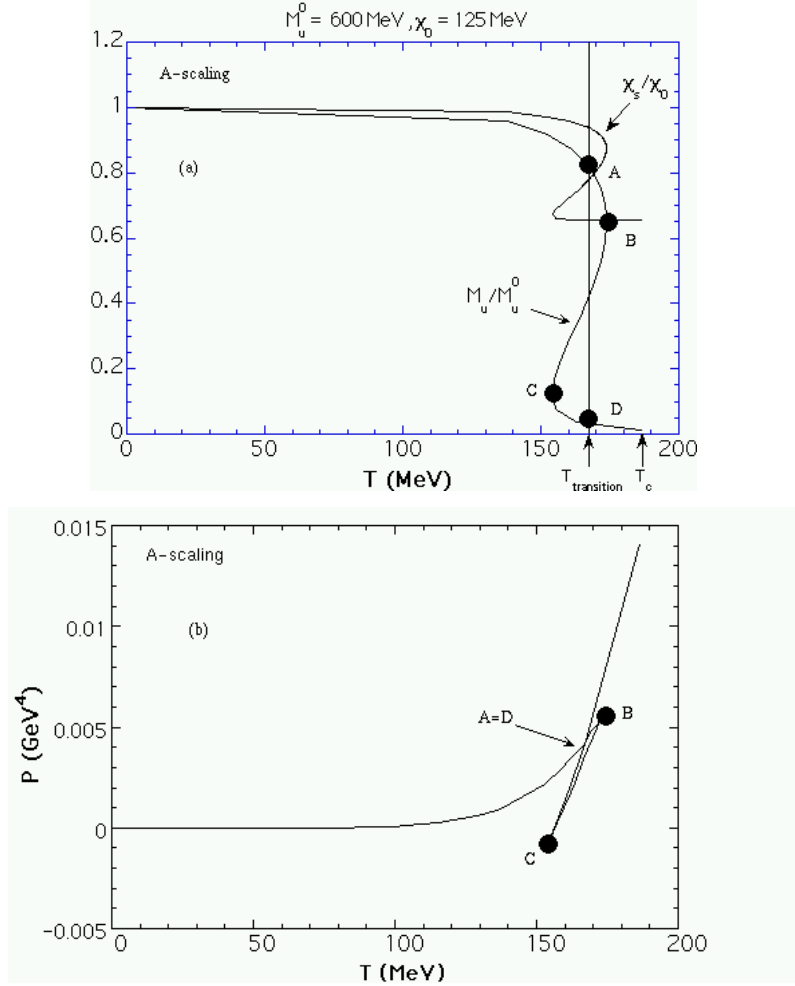 M_u^0 = 600 MeV , χ_0 = 125 MeV
1.2
A-scaling
χ_s/χ_0
1
(a)
0.8
A
0.6
B
0.4
M_u/M_u^0
0.2
C
D
0
0 50 100 150 200
T (MeV)
T_transition
T_c
0.015
A-scaling
(b)
0.01
P (GeV^4)
A=D
B
0.005
0
C
-0.005
0 50 100 150 200
T (MeV)